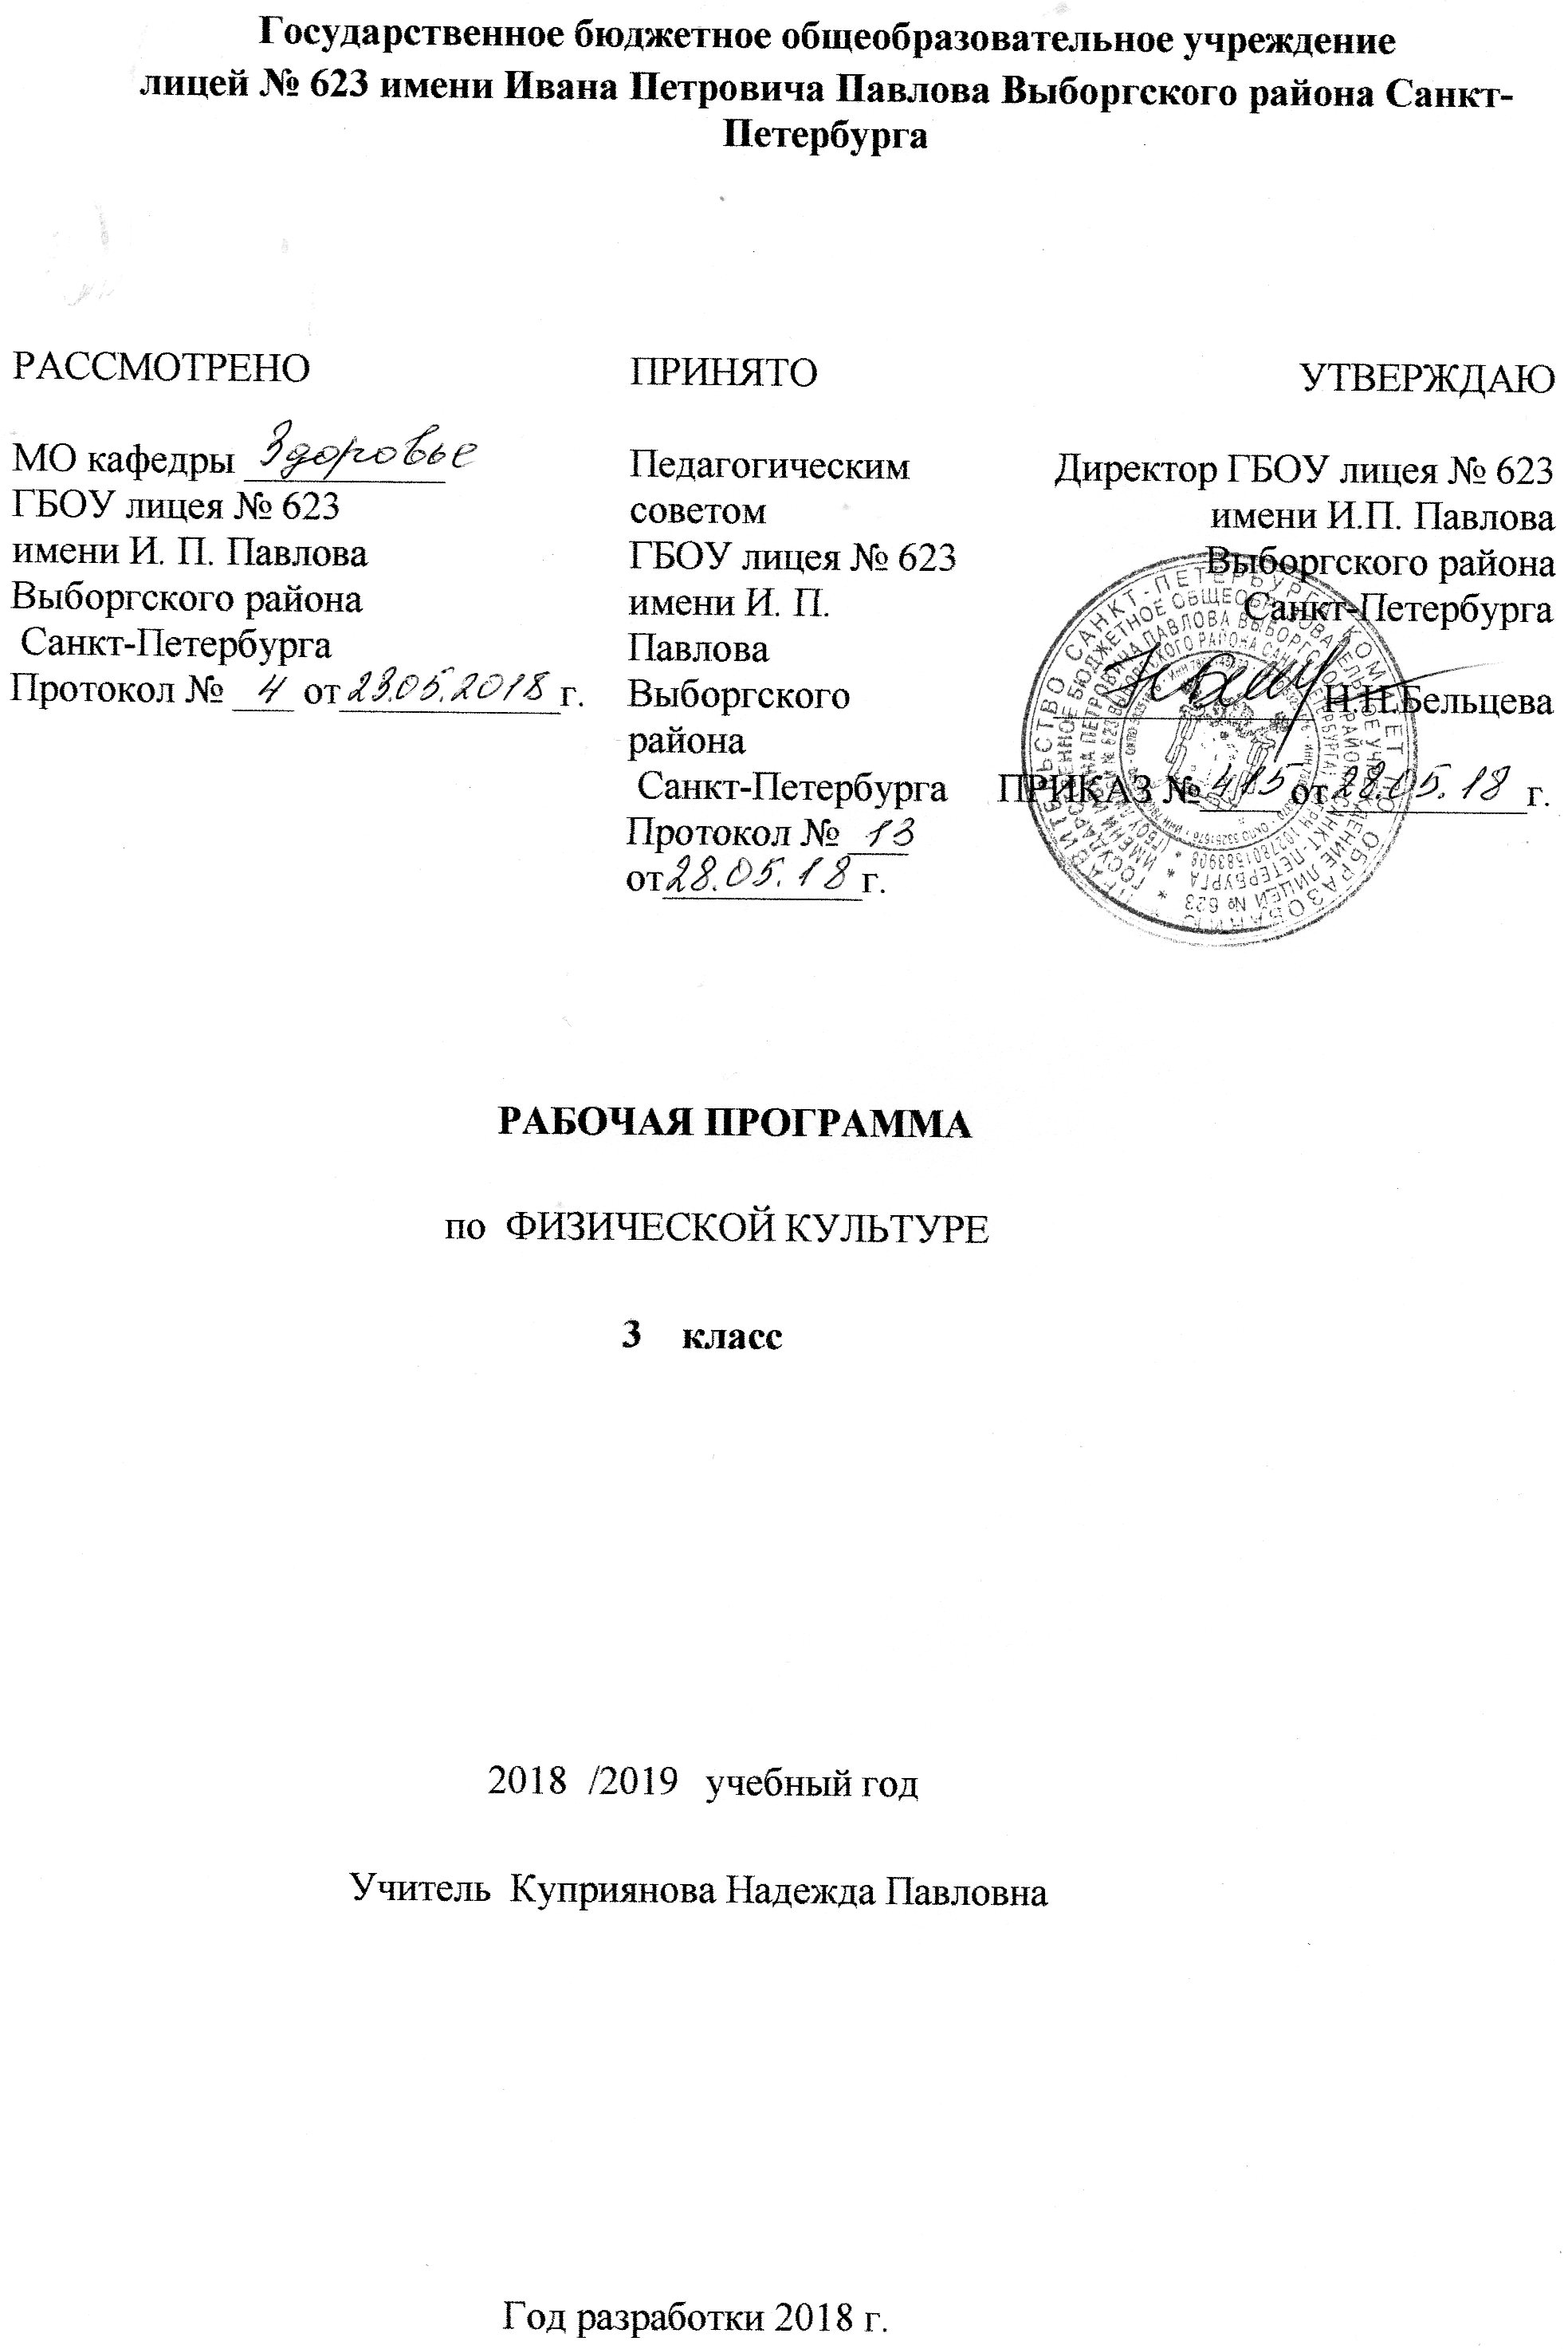 Государственное бюджетное общеобразовательное учреждение
лицей № 623 имени Ивана Петровича Павлова Выборгского района Санкт-
Петербурга
РАССМОТРЕНО
МО кафедры Здоровье
ГБОУ лицея № 623
имени И. П. Павлова
Выборгского района
Санкт-Петербурга
Протокол № 4 от 23.05.2018 г.
ПРИНЯТО
Педагогическим
советом
ГБОУ лицея № 623
имени И. П.
Павлова
Выборгского
района
Санкт-Петербурга
Протокол № 13
от 28.05.18 г.
УТВЕРЖДАЮ
Директор ГБОУ лицея № 623
имени И.П. Павлова
Выборгского района
Санкт-Петербурга
Н.Н.Бельцева
ПРИКАЗ № 415 от 28.05.18 г.
РАБОЧАЯ ПРОГРАММА
по ФИЗИЧЕСКОЙ КУЛЬТУРЕ
3 класс
2018 /2019 учебный год
Учитель Куприянова Надежда Павловна
Год разработки 2018 г.